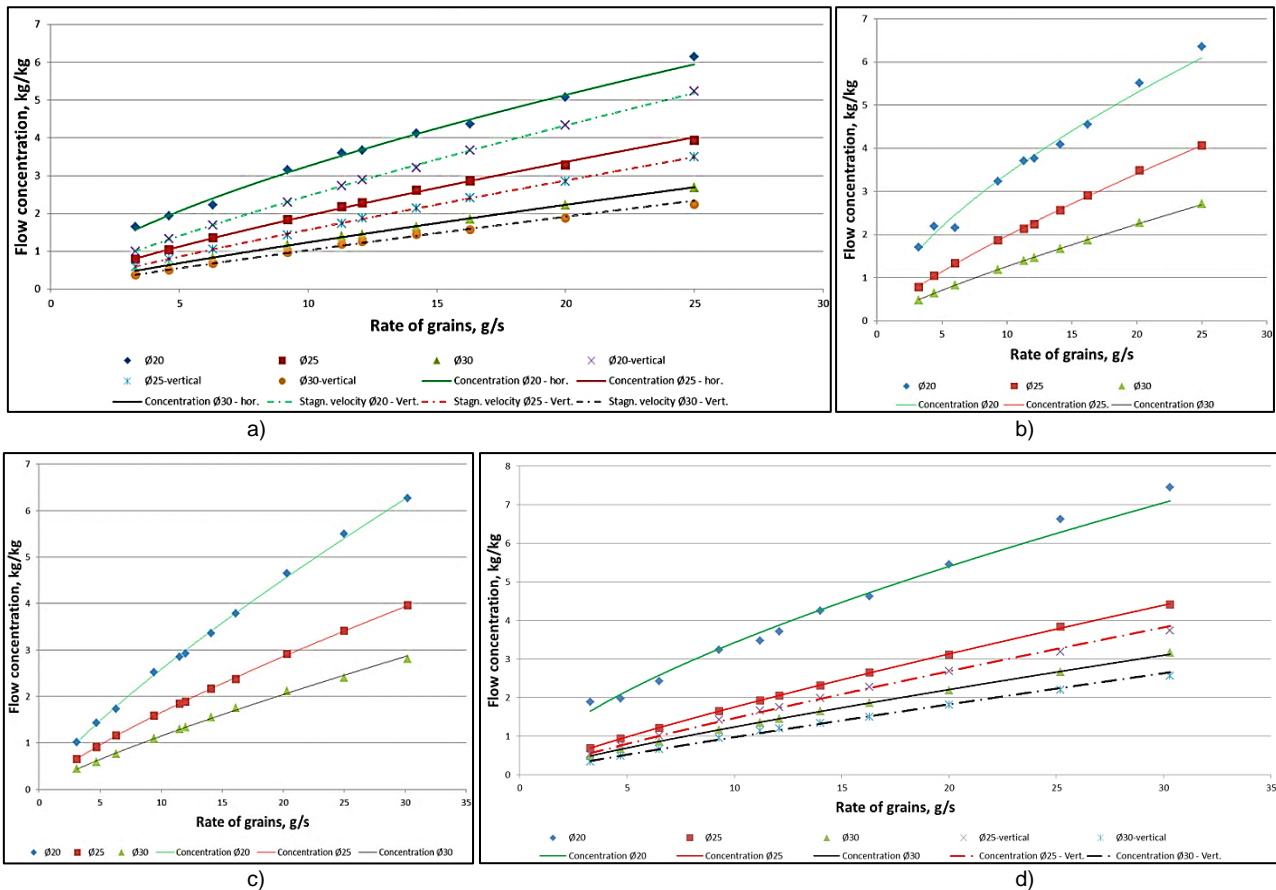 7
6
5
4
3
2
1
0
Flow concentration, kg/kg
0 5 10 15 20 25 30
Rate of grains, g/s
Ø20 Ø25 Ø30 Ø20-vertical
Ø25-vertical Ø30-vertical Concentration Ø20 - hor. Concentration Ø25 - hor.
Concentration Ø30 - hor. Stagn. velocity Ø20 - Vert. Stagn. velocity Ø25 - Vert. Stagn. velocity Ø30 - Vert.
a)
7
6
5
4
3
2
1
0
Flow concentration, kg/kg
0 5 10 15 20 25 30
Rate of grains, g/s
Ø20 Ø25 Ø30
Concentration Ø20 Concentration Ø25. Concentration Ø30
b)
7
6
5
4
3
2
1
0
Flow concentration, kg/kg
0 5 10 15 20 25 30 35
Rate of grains, g/s
Ø20 Ø25 Ø30 Concentration Ø20 Concentration Ø25 Concentration Ø30
c)
8
7
6
5
4
3
2
1
0
Flow concentration, kg/kg
0 5 10 15 20 25 30 35
Rate of grains, g/s
Ø20 Ø25 Ø30 Ø25-vertical Ø30-vertical
Concentration Ø20 Concentration Ø25 Concentration Ø30 Concentration Ø25 - Vert. Concentration Ø30 - Vert.
d)